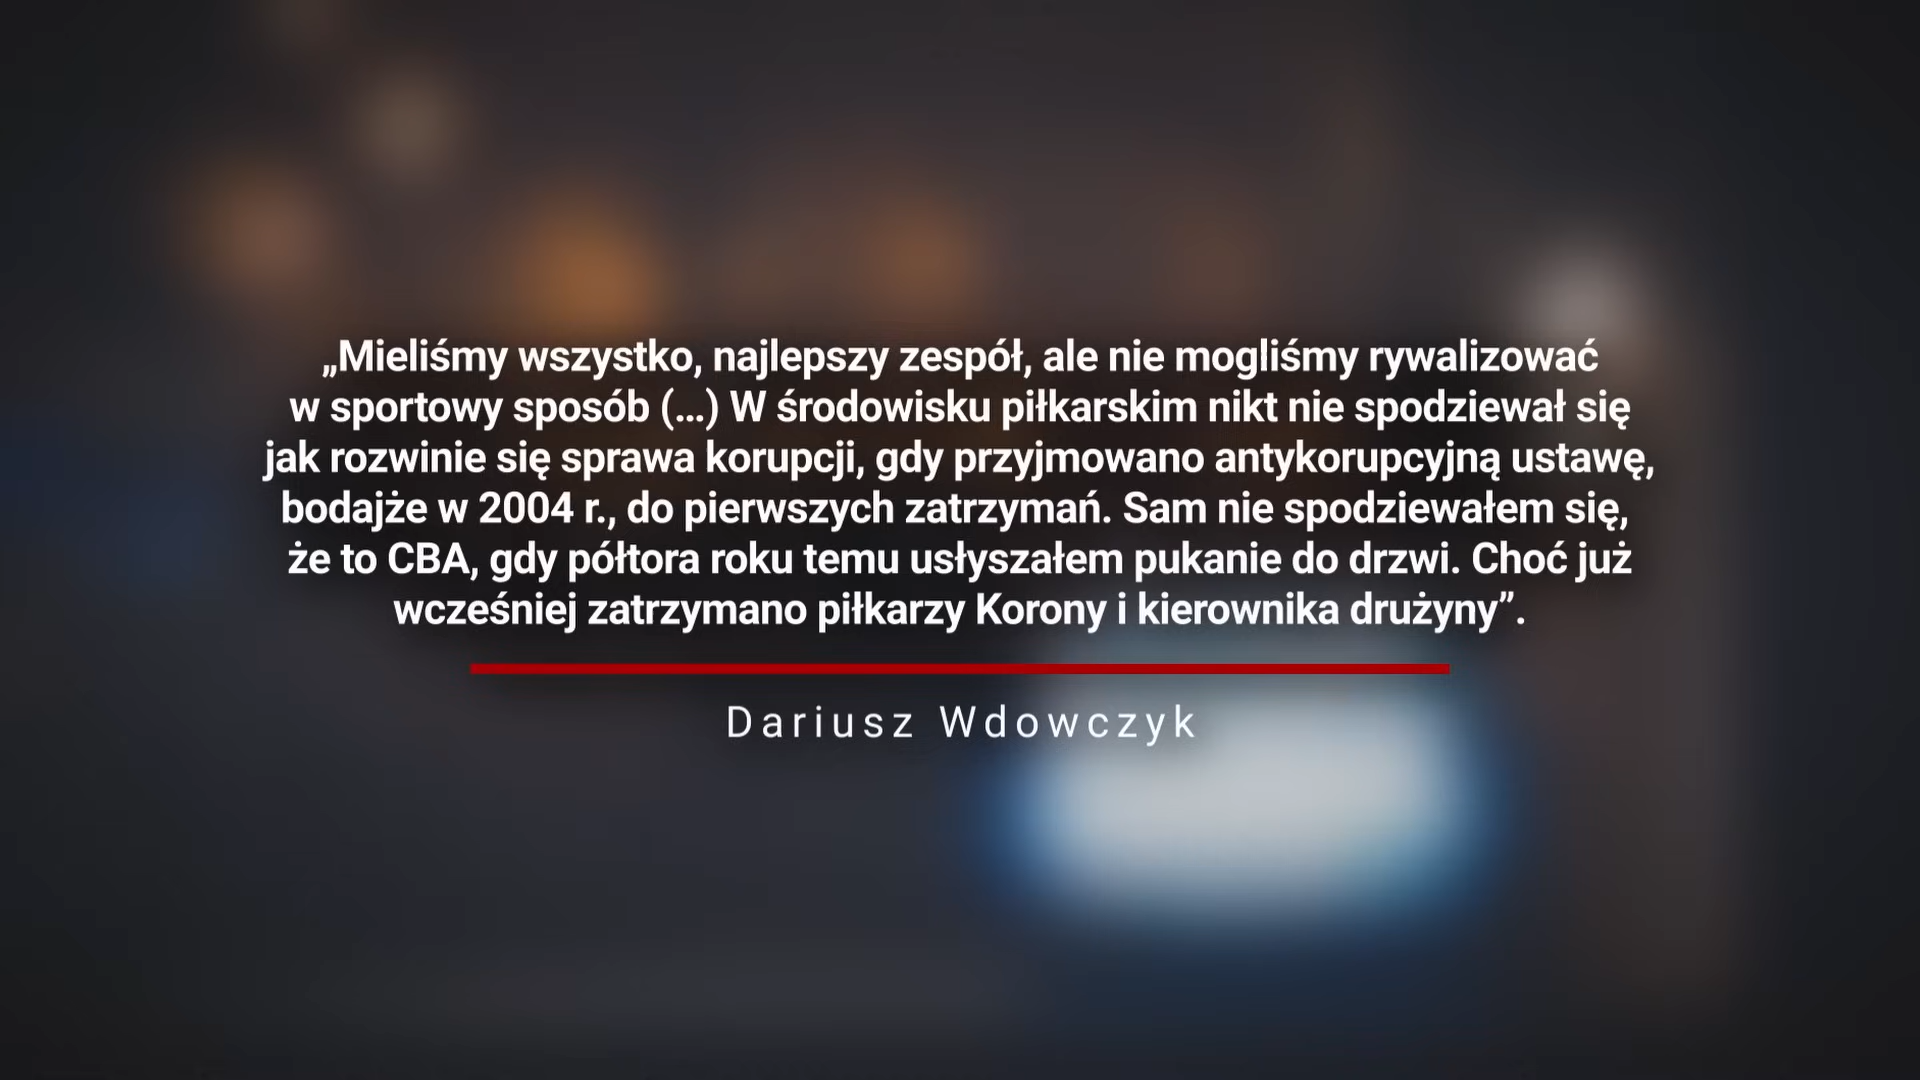 „Mieliśmy wszystko, najlepszy zespół, ale nie mogliśmy rywalizować
w sportowy sposób (...) W środowisku piłkarskim nikt nie spodziewał się
jak rozwinie się sprawa korupcji, gdy przyjmowano antykorupcyjną ustawę,
bodajże w 2004 r., do pierwszych zatrzymań. Sam nie spodziewałem się,
że to CBA, gdy półtora roku temu usłyszałem pukanie do drzwi. Choć już
wcześniej zatrzymano piłkarzy Korony i kierownika drużyny”.
Dariusz Wdowczyk